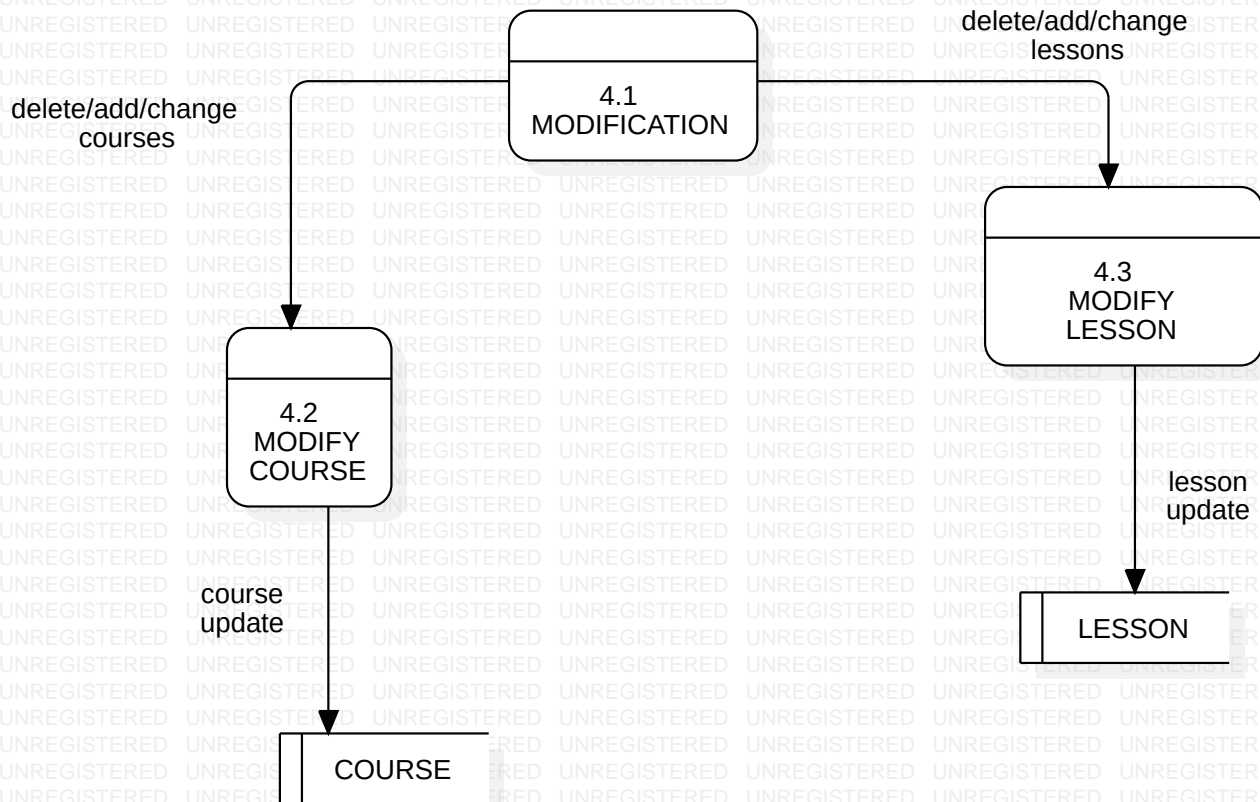 delete/add/change
lessons
4.1
MODIFICATION
delete/add/change
courses
4.3
MODIFY
LESSON
4.2
MODIFY
COURSE
lesson
update
course
update
LESSON
COURSE
UNREGISTERED